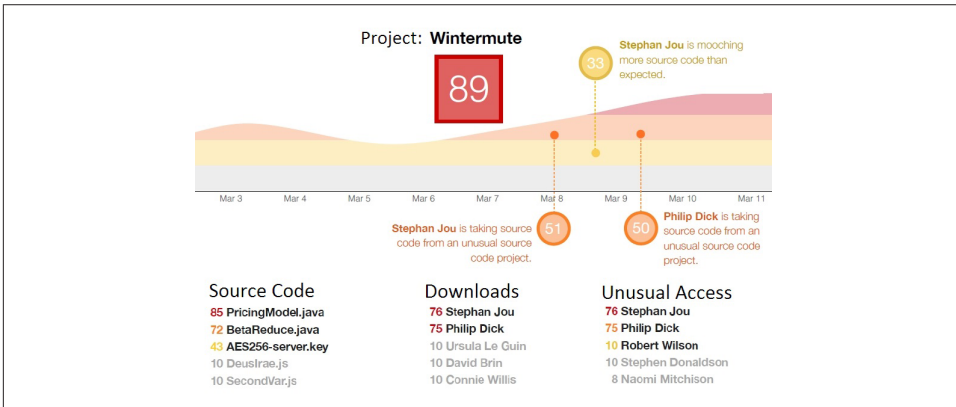 Project: Wintermute
89
33
Stephan Jou is mooching
more source code than
expected.
Mar 3 Mar 4 Mar 5 Mar 6 Mar 7 Mar 8 Mar 9 Mar 10 Mar 11
Stephan Jou is taking source
code from an unusual source
code project.
51
50
Philip Dick is taking
source code from an
unusual source code
project.
Source Code
85 PricingModel.java
72 BetaReduce.java
43 AES256-server.key
10 DeusIrae.js
10 SecondVar.js
Downloads
76 Stephan Jou
75 Philip Dick
10 Ursula Le Guin
10 David Brin
10 Connie Willis
Unusual Access
76 Stephan Jou
75 Philip Dick
10 Robert Wilson
10 Stephen Donaldson
8 Naomi Mitchison